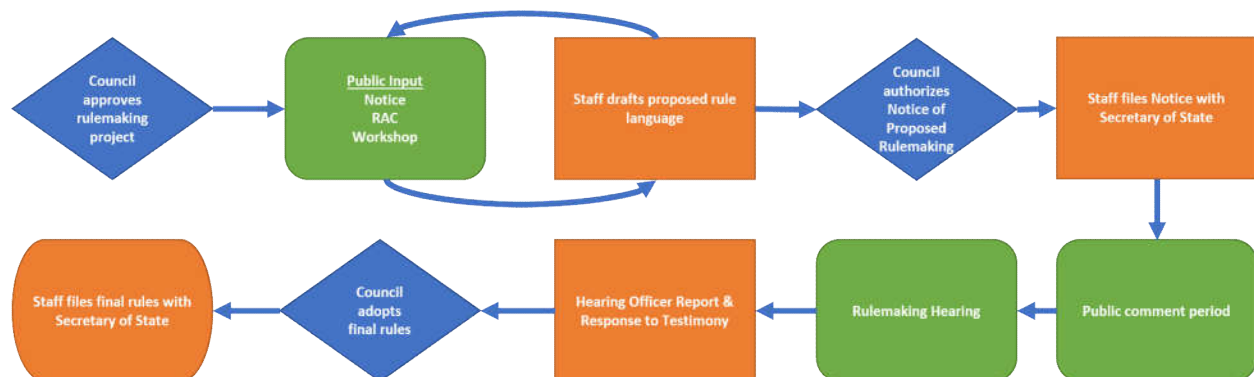 Council
approves
rulemaking
project
Public Input
Notice
RAC
Workshop
Staff drafts proposed rule
language
Council
authorizes
Notice of
Proposed
Rulemaking
Staff files Notice with
Secretary of State
Public comment period
Rulemaking Hearing
Hearing Officer Report &
Response to Testimony
Council
adopts
final rules
Staff files final rules with
Secretary of State